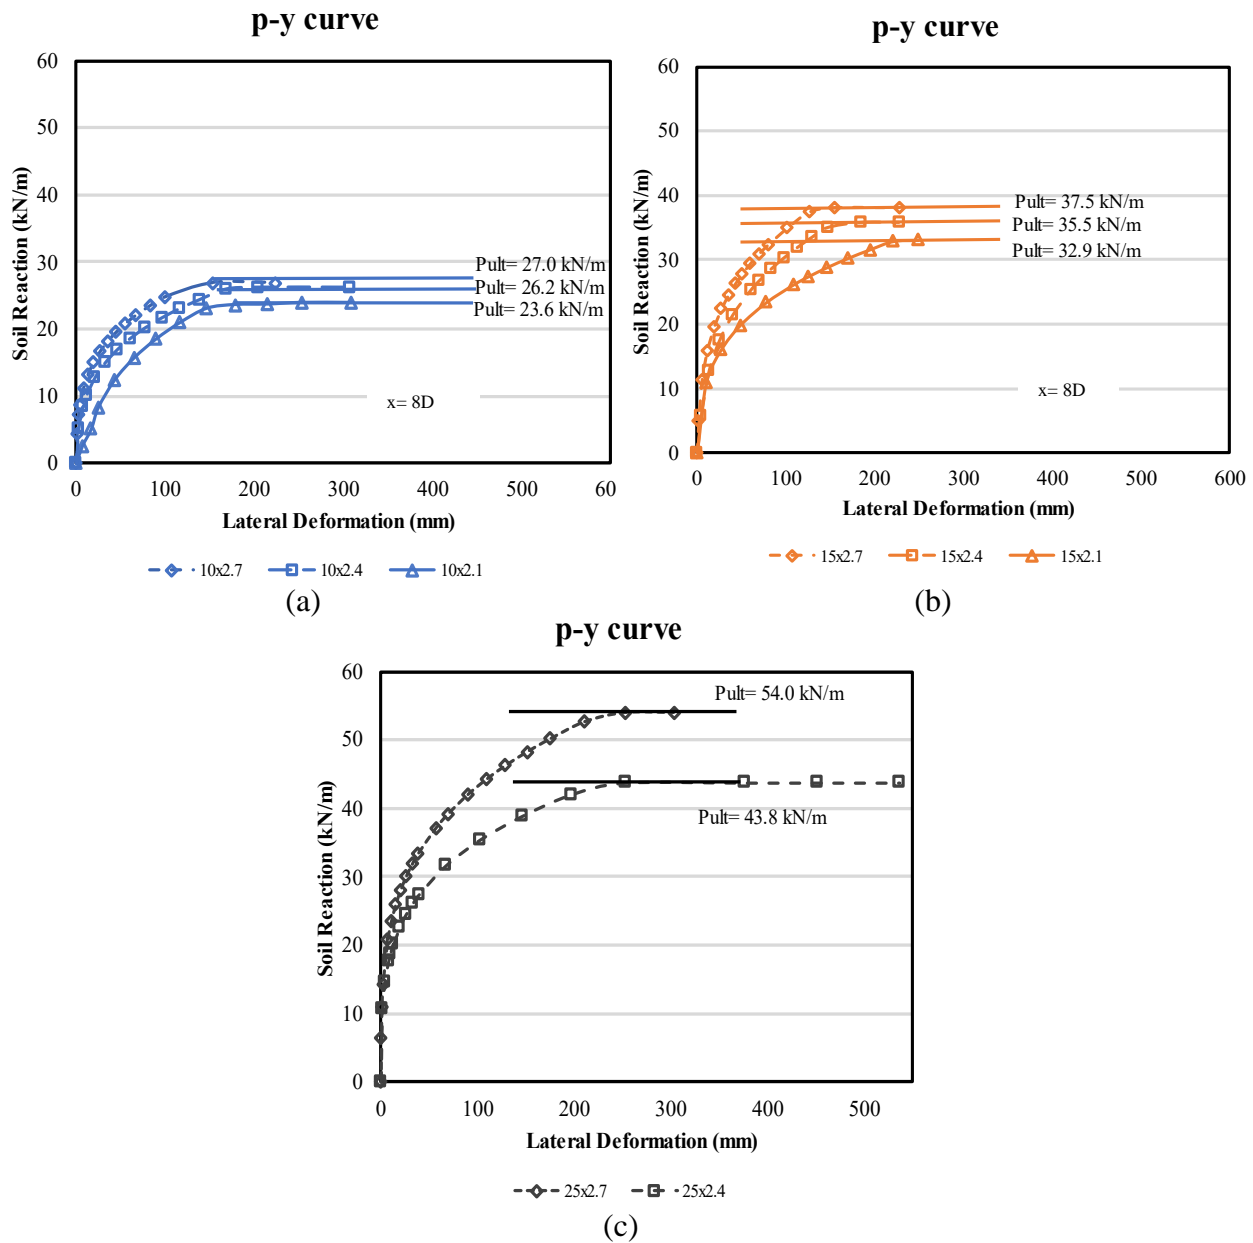 p-y curve
60
50
40
30
20
10
0
Soil Reaction (kN/m)
Pult= 27.0 kN/m
Pult= 26.2 kN/m
Pult= 23.6 kN/m
x= 8D
0 100 200 300 400 500 60
Lateral Deformation (mm)
10x2.7 10x2.4 10x2.1
(a)
p-y curve
60
50
40
30
20
10
0
Soil Reaction (kN/m)
Pult= 37.5 kN/m
Pult= 35.5 kN/m
Pult= 32.9 kN/m
x= 8D
0 100 200 300 400 500 600
Lateral Deformation (mm)
15x2.7 15x2.4 15x2.1
(b)
p-y curve
60
50
40
30
20
10
0
Soil Reaction (kN/m)
Pult= 54.0 kN/m
Pult= 43.8 kN/m
0 100 200 300 400 500
Lateral Deformation (mm)
25x2.7 25x2.4
(c)